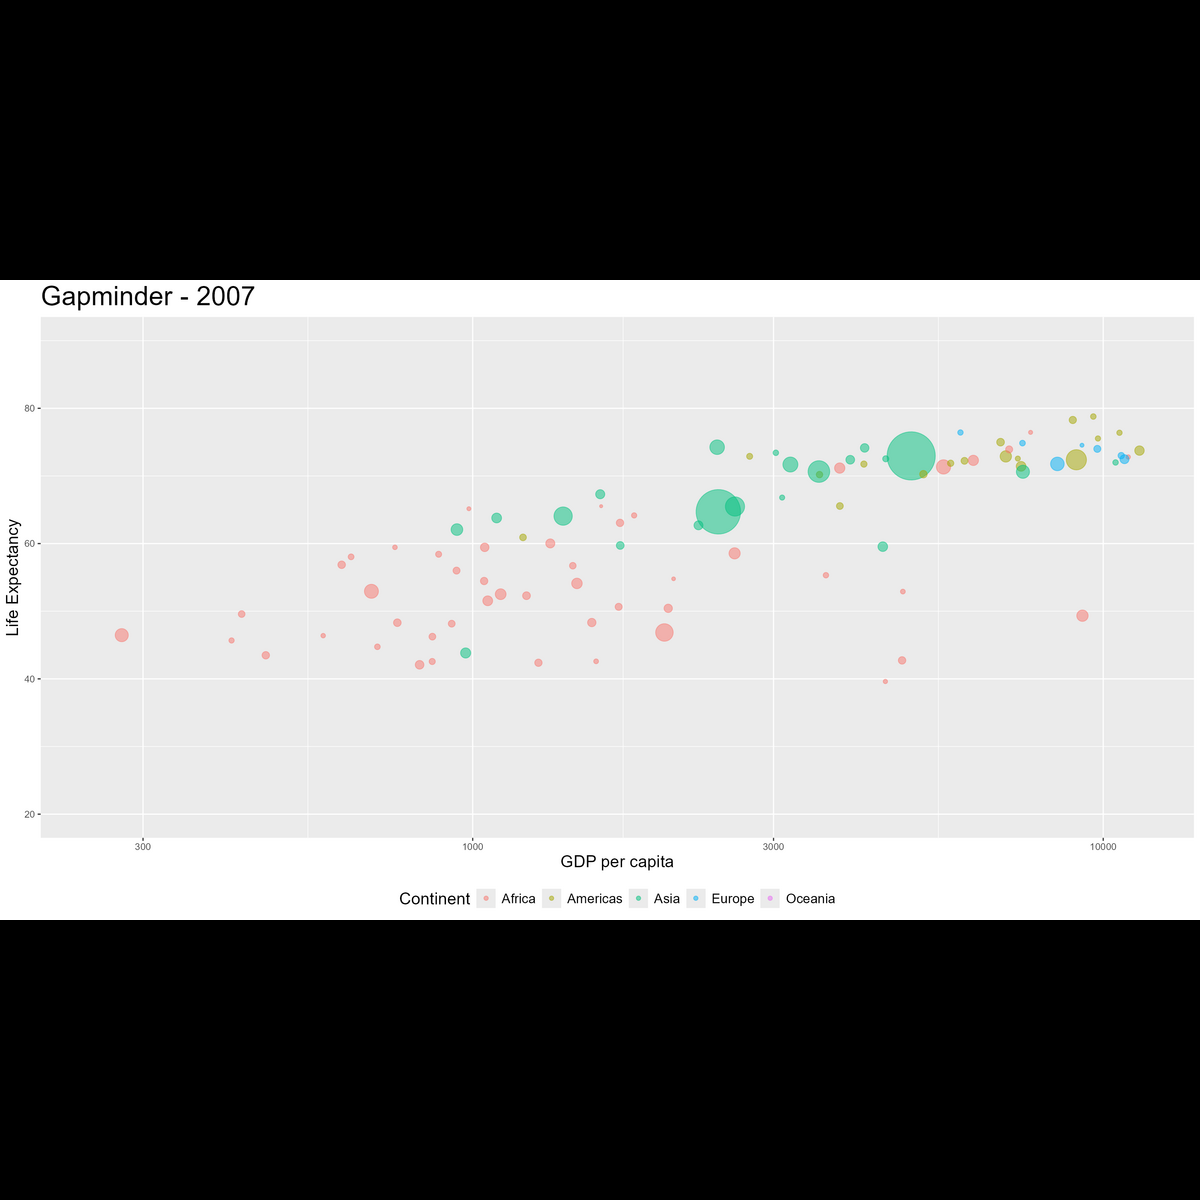 Gapminder - 2007
Life Expectancy
80
60
40
20
300 1000 3000 10000
GDP per capita
Continent Africa Americas Asia Europe Oceania